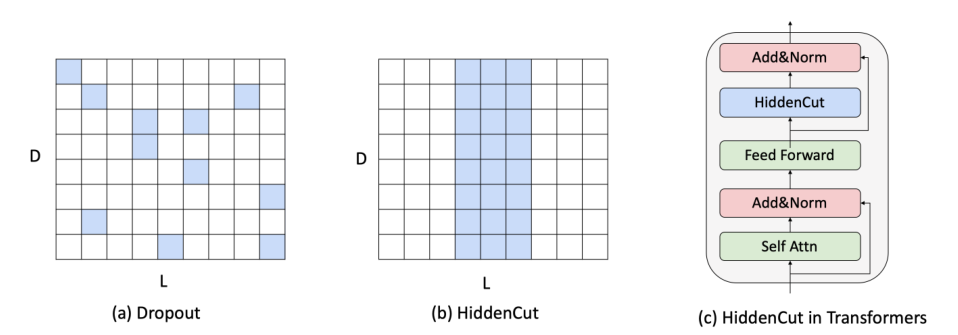 D
L
(a) Dropout
D
L
(b) HiddenCut
Add&Norm
HiddenCut
Feed Forward
Add&Norm
Self Attn
(c) HiddenCut in Transformers